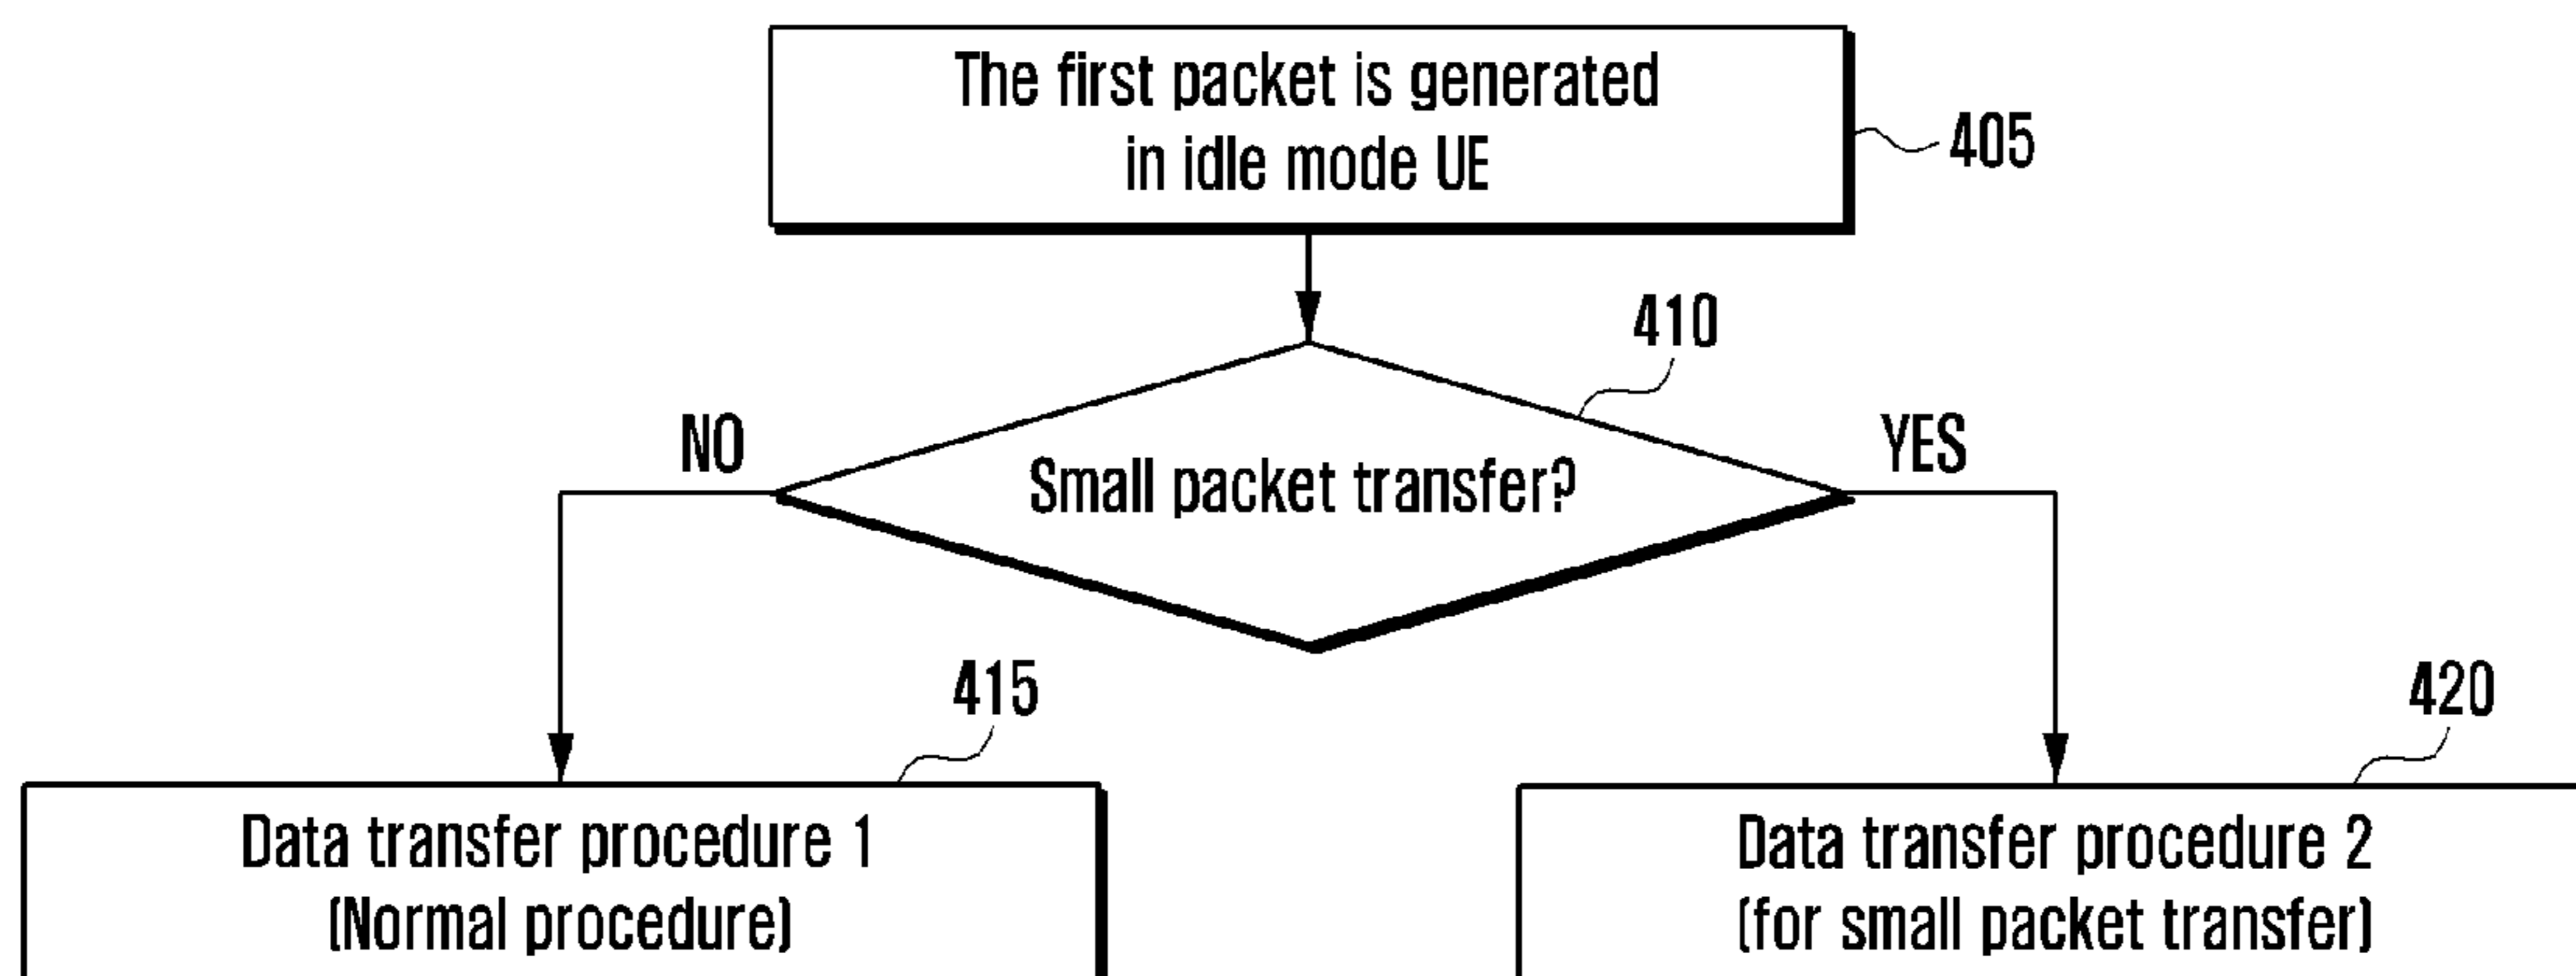 The first packet is generated
in idle mode UE
405
410
NO
Small packet transfer?
YES
415
420
Data transfer procedure 1
(Normal procedure)
Data transfer procedure 2
(for small packet transfer)